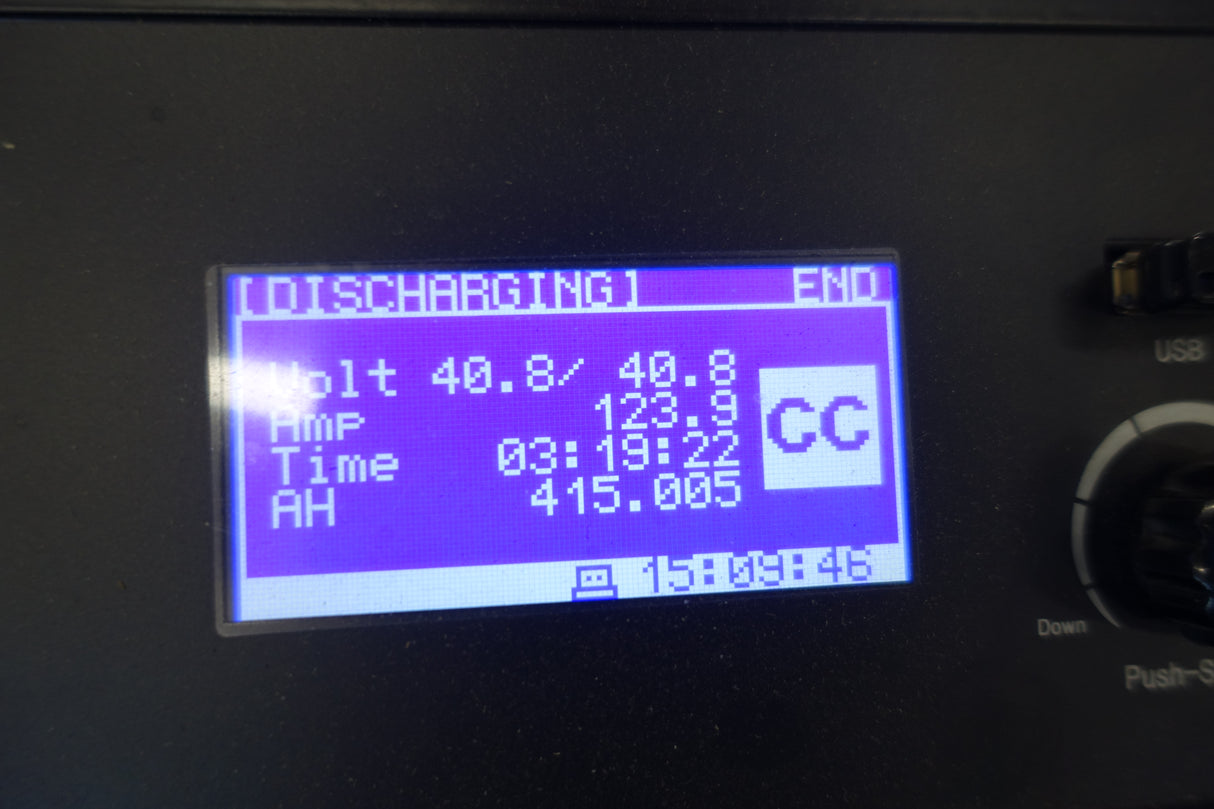 [DISCHARGING] END
Volt 40.8/ 40.8
Amp 123.9
Time 03:19:22
AH 415.005
CC
15:09:46
USB
Down